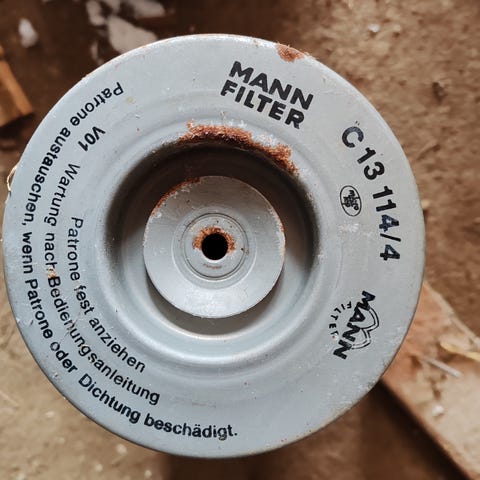 MANN
FILTER
C 13 114/4
MANN
FILTER
V01
Patrone fest anziehen
Wartung nach Bedienungsanleitung
Patrone austauschen, wenn Patrone oder Dichtung beschädigt.